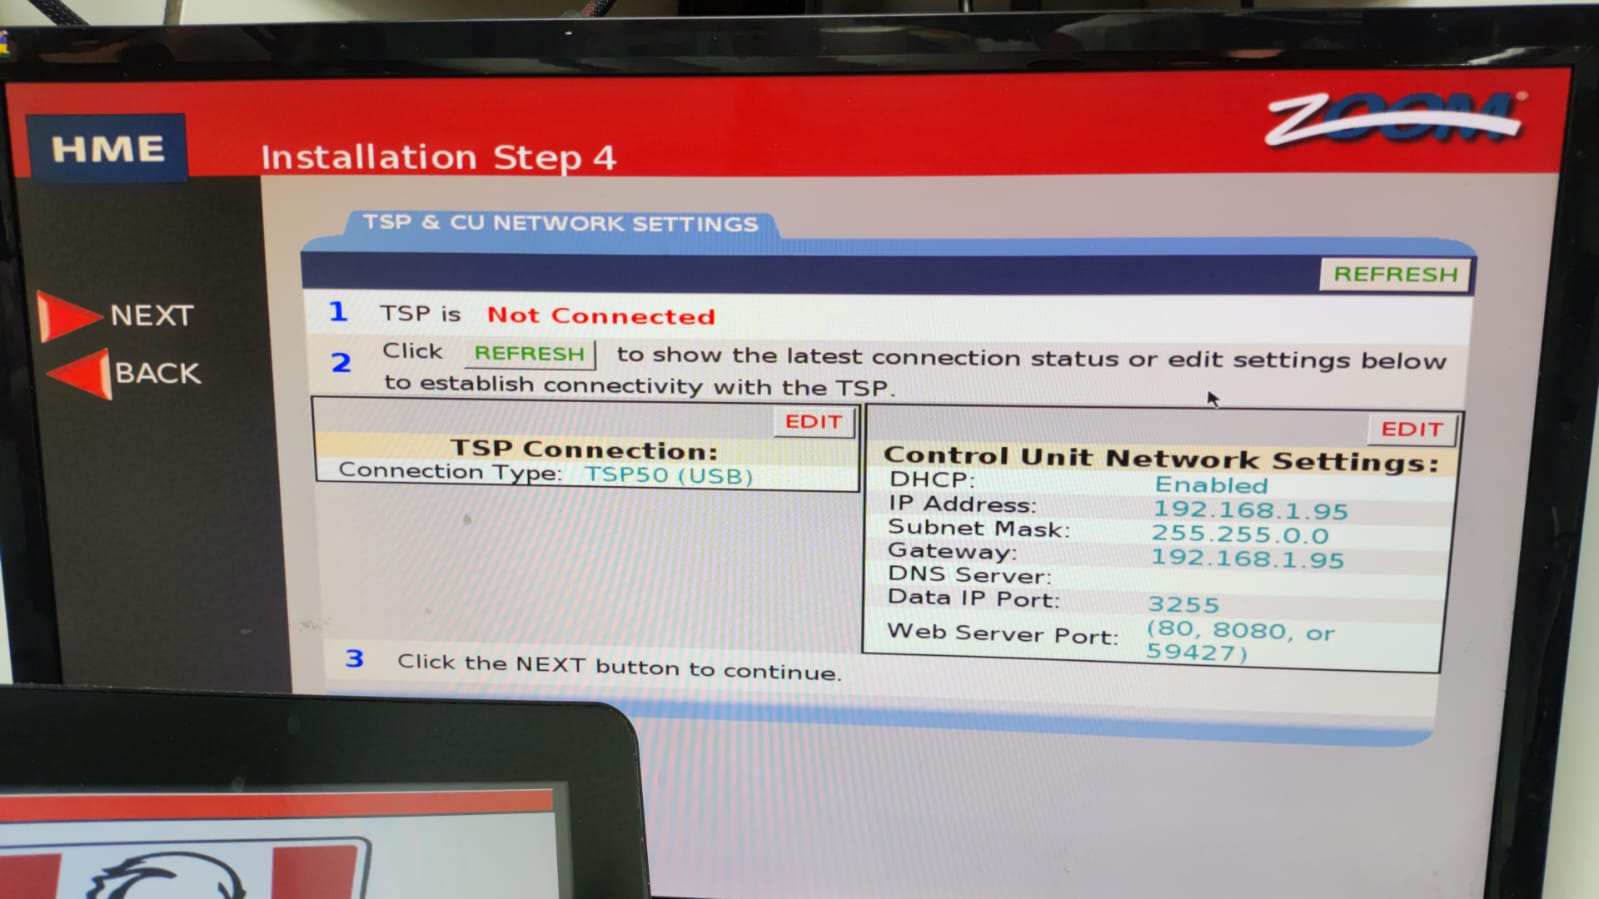 HME
Installation Step 4
ZOOM®
TSP & CU NETWORK SETTINGS
REFRESH
NEXT
BACK
1 TSP is Not Connected
2 Click REFRESH to show the latest connection status or edit settings below
to establish connectivity with the TSP.
EDIT
TSP Connection:
Connection Type: TSP50 (USB)
EDIT
Control Unit Network Settings:
DHCP: Enabled
IP Address: 192.168.1.95
Subnet Mask: 255.255.0.0
Gateway: 192.168.1.95
DNS Server:
Data IP Port: 3255
Web Server Port: (80, 8080, or
59427)
3 Click the NEXT button to continue.